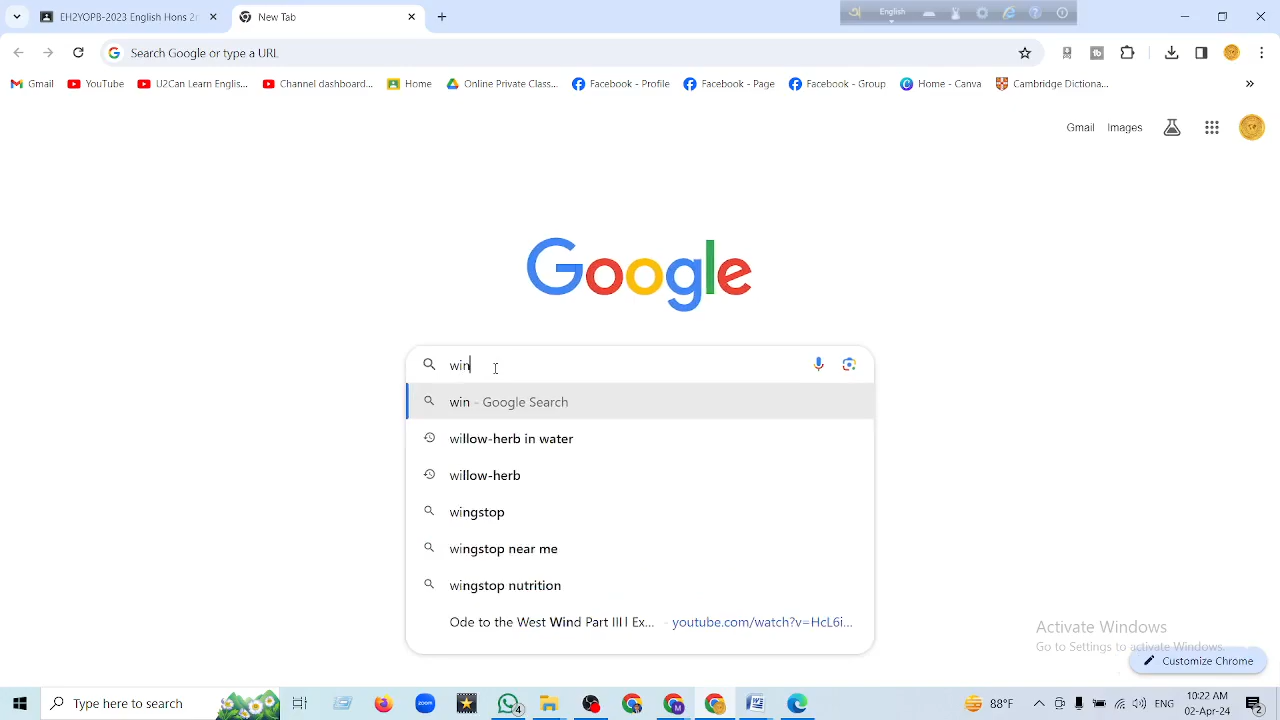 EH2YOPB-2023 Englis
New Tab
English
Search Google or type a URL
Gmail
YouTube
U2Can Learn Englis...
Channel dashboard...
Home
Online Private Class...
Facebook - Profile
Facebook - Page
Facebook - Group
Home - Canva
Cambridge Dictiona...
»
Gmail Images
Google
win
win - Google Search
willow-herb in water
willow-herb
wingstop
wingstop near me
wingstop nutrition
Ode to the West Wind Part III I Ex... - youtube.com/watch?v=HcL6i...
Activate Windows
Go to Settings to activate Windows.
Customize Chrome
Type here to search
zoom
4
88°F
ENG
10:22 AM
02-Apr-24
2